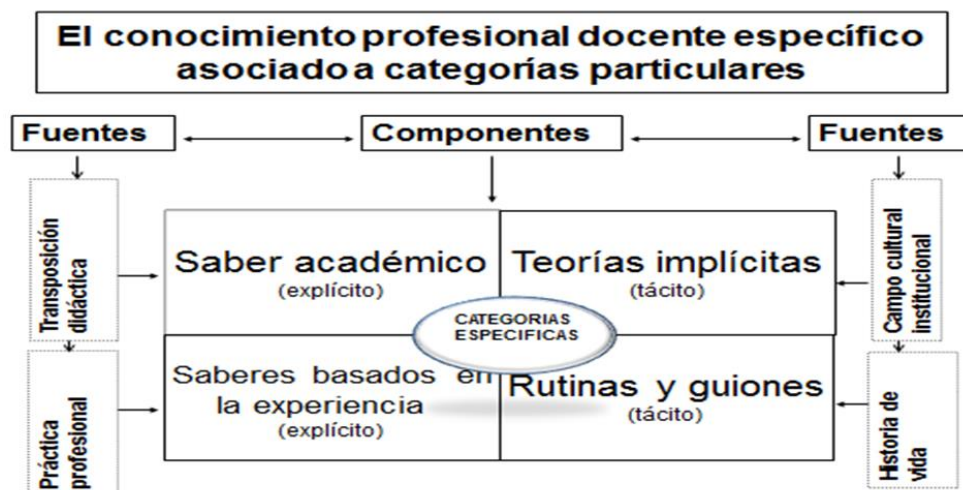 El conocimiento profesional docente específico
asociado a categorías particulares
Fuentes
Componentes
Fuentes
Transposición
didáctica
Saber académico
(explícito)
Teorías implícitas
(tácito)
Campo cultural
institucional
CATEGORIAS
ESPECIFICAS
Práctica
profesional
Saberes basados en
la experiencia
(explícito)
Rutinas y guiones
(tácito)
Historia de
vida